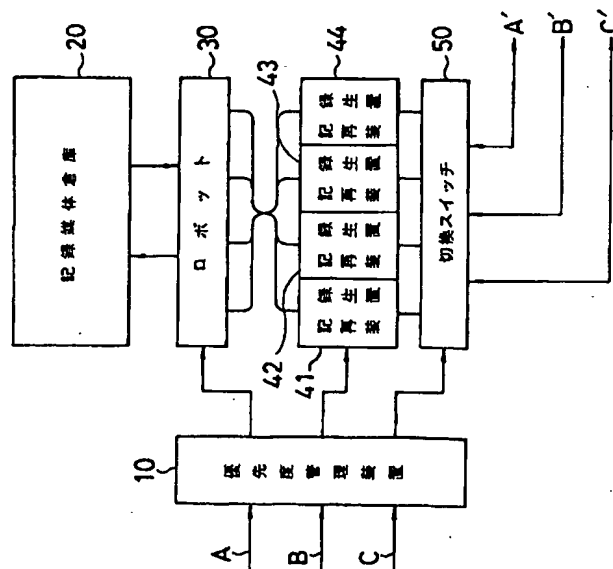 20
記録媒体倉庫
30
ロボット
43
44
記録再生装置
記録再生装置
記録再生装置
記録再生装置
42
41
50
切換スイッチ
10
優先度管理装置
A
B
C
A′
B′
C′